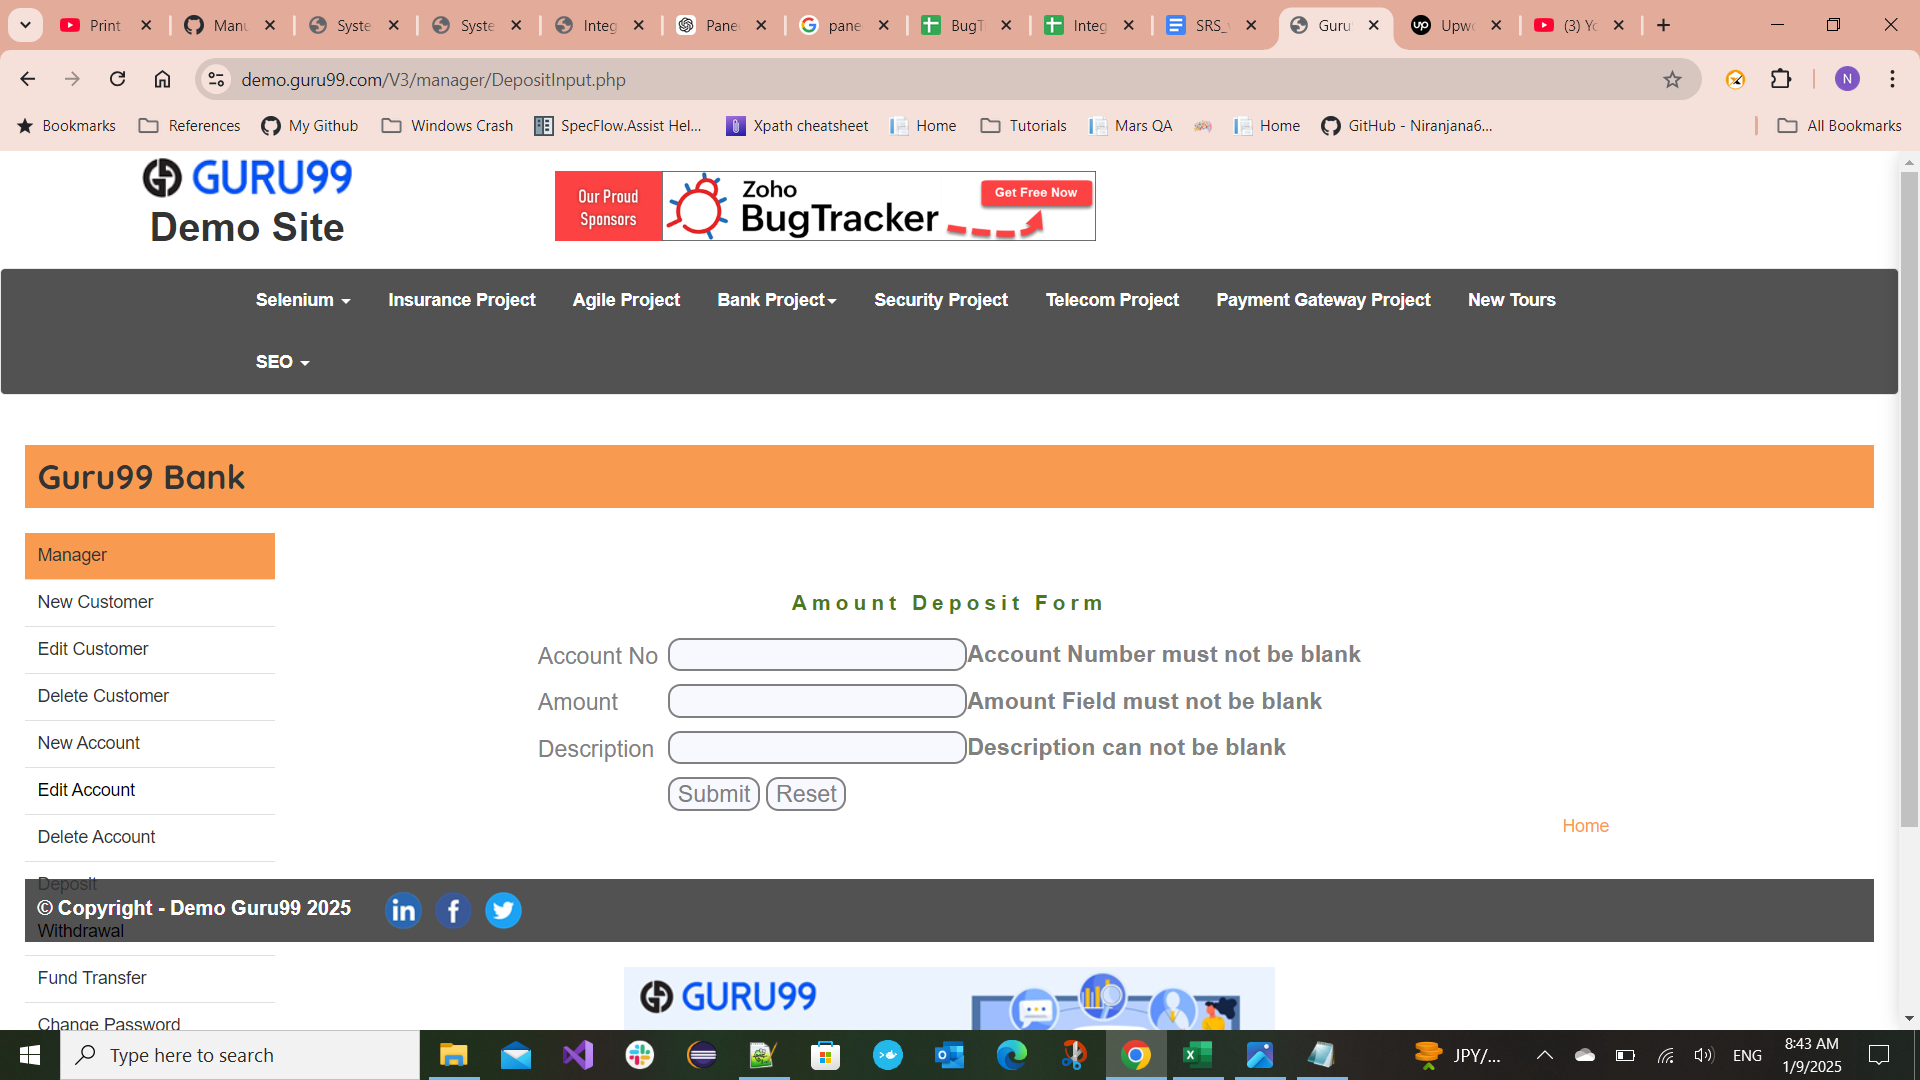 Print
Manu
Syste
Syste
Integ
Pane
pane
BugT
Integ
SRS_
Guru
Upwo
(3) Yo
demo.guru99.com/V3/manager/DepositInput.php
N
Bookmarks
References
My Github
Windows Crash
SpecFlow.Assist Hel...
Xpath cheatsheet
Home
Tutorials
Mars QA
Home
GitHub - Niranjana6...
All Bookmarks
GURU99
Demo Site
Our Proud
Sponsors
Zoho
BugTracker
Get Free Now
Selenium
Insurance Project
Agile Project
Bank Project
Security Project
Telecom Project
Payment Gateway Project
New Tours
SEO
Guru99 Bank
Manager
New Customer
Edit Customer
Delete Customer
New Account
Edit Account
Delete Account
Deposit
Withdrawal
Fund Transfer
Change Password
Amount Deposit Form
Account No
Account Number must not be blank
Amount
Amount Field must not be blank
Description
Description can not be blank
Submit
Reset
Home
© Copyright - Demo Guru99 2025
GURU99
Type here to search
JPY/...
ENG
8:43 AM
1/9/2025